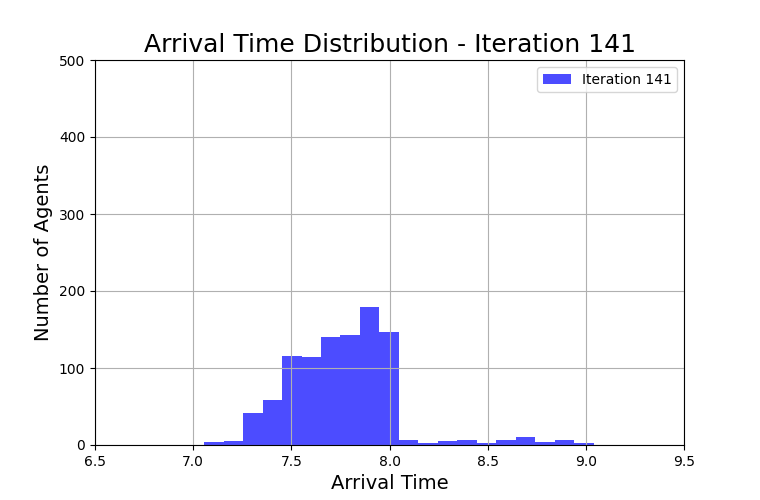 Arrival Time Distribution - Iteration 141
Iteration 141
500
400
300
200
100
0
Number of Agents
6.5 7.0 7.5 8.0 8.5 9.0 9.5
Arrival Time